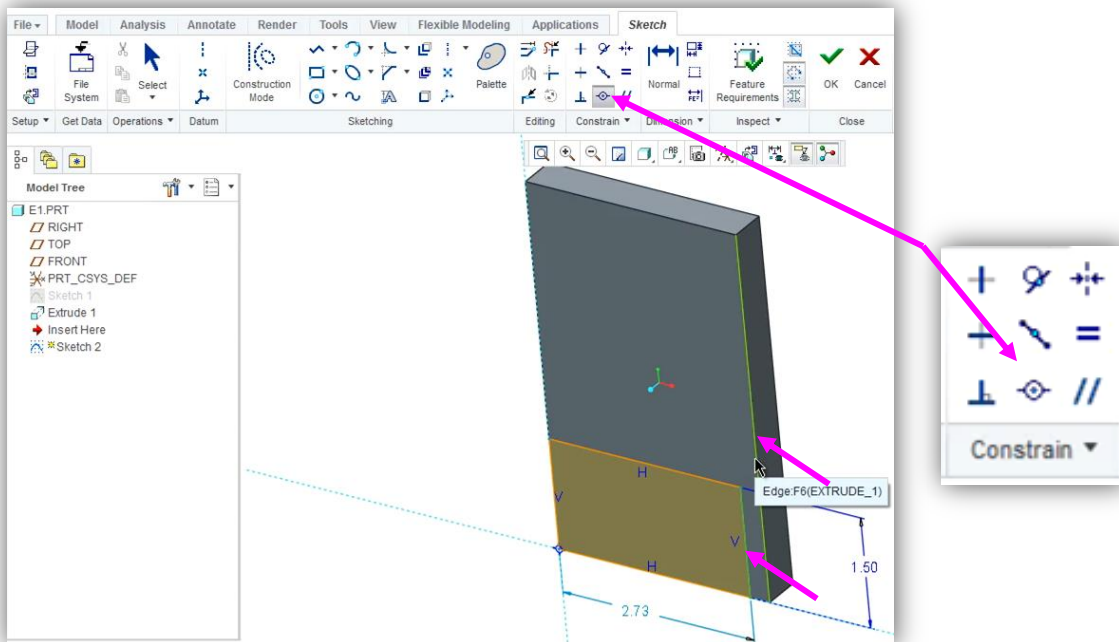 File Model Analysis Annotate Render Tools View Flexible Modeling Applications Sketch
File System
Select
Construction Mode
Palette
Normal
Feature Requirements
OK Cancel
Setup Get Data Operations Datum Sketching Editing Constrain Dimension Inspect Close
Model Tree
E1.PRT
RIGHT
TOP
FRONT
PRT_CSYS_DEF
Sketch 1
Extrude 1
Insert Here
Sketch 2
H
V
Edge:F6(EXTRUDE_1)
V
H
1.50
2.73
Constrain